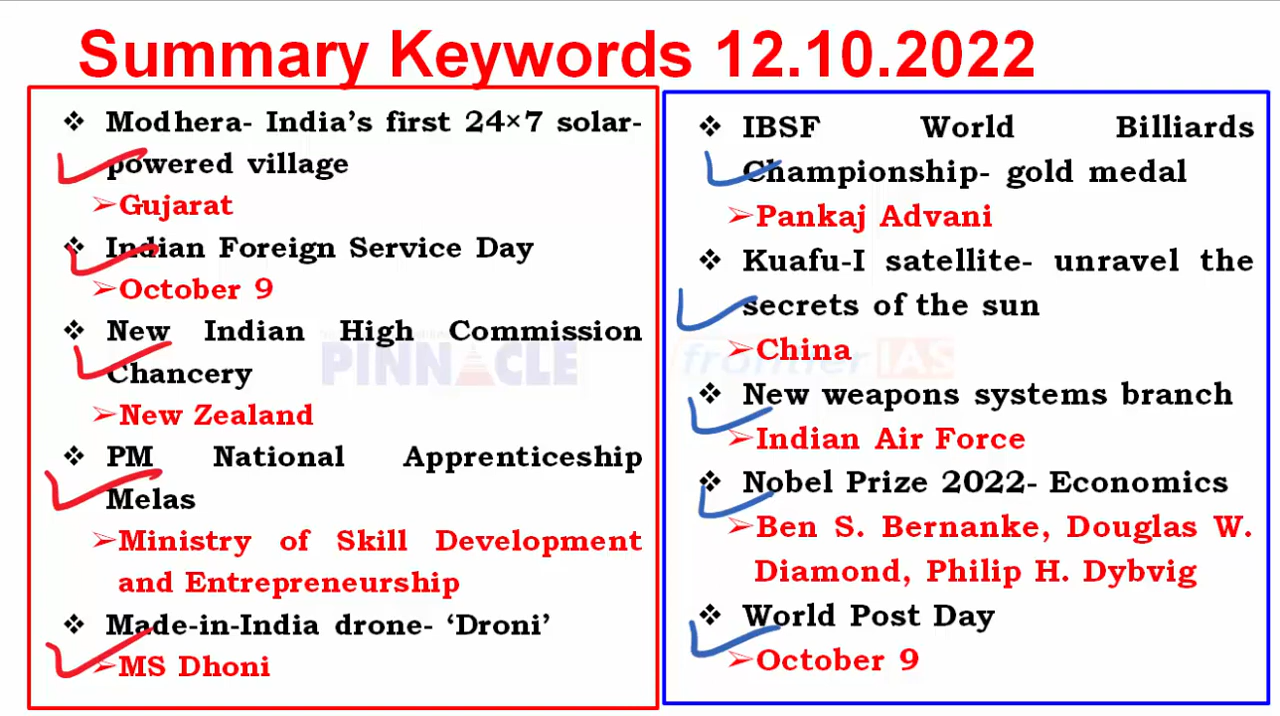 Summary Keywords 12.10.2022
❖ Modhera- India's first 24×7 solar-
powered village
➢Gujarat
❖ Indian Foreign Service Day
➢October 9
❖ New Indian High Commission
Chancery
➢New Zealand
❖ PM National Apprenticeship
Melas
➢Ministry of Skill Development
and Entrepreneurship
❖ Made-in-India drone- ‘Droni’
➢MS Dhoni
❖ IBSF World Billiards
Championship- gold medal
➢Pankaj Advani
❖ Kuafu-I satellite- unravel the
secrets of the sun
➢China
❖ New weapons systems branch
➢Indian Air Force
❖ Nobel Prize 2022- Economics
➢Ben S. Bernanke, Douglas W.
Diamond, Philip H. Dybvig
❖ World Post Day
➢October 9
PINNACLE
frontier IAS